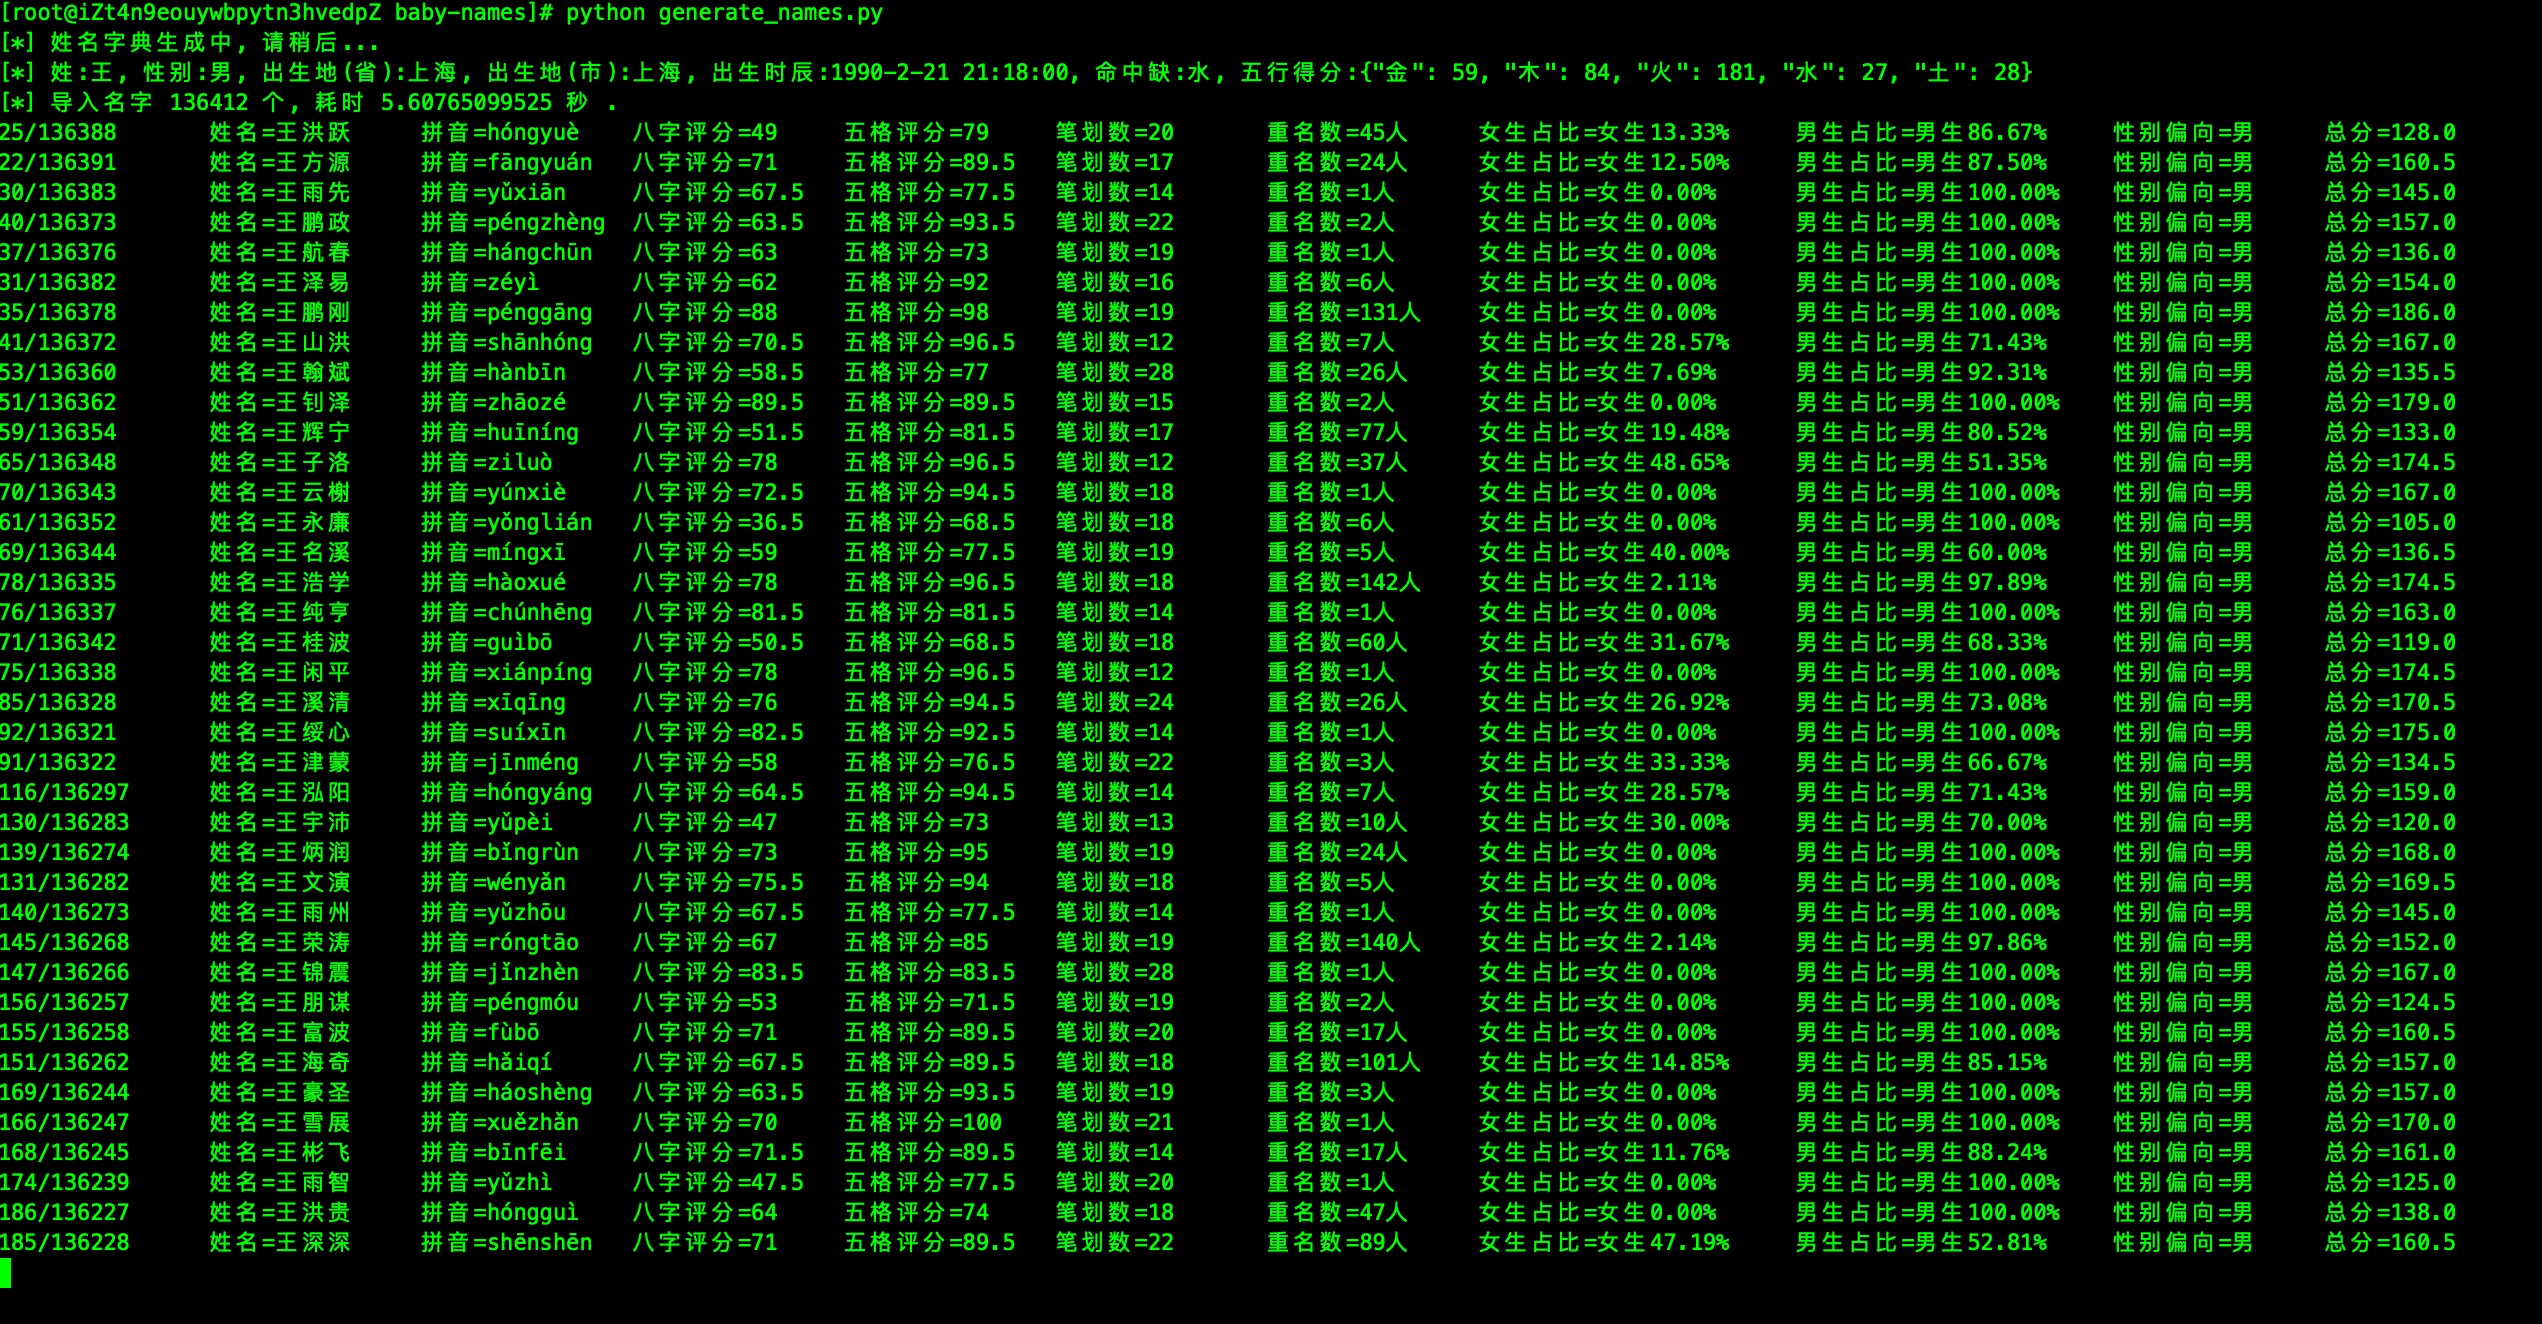 [root@iZt4n9eouywbpytn3hvedpZ baby-names]# python generate_names.py
[*] 姓名字典生成中, 请稍后...
[*] 姓:王, 性别:男, 出生地(省):上海, 出生地(市):上海, 出生时辰:1990-2-21 21:18:00, 命中缺:水, 五行得分:{"金": 59, "木": 84, "火": 181, "水": 27, "土": 28}
[*] 导入名字 136412 个, 耗时 5.60765099525 秒 .
25/136388 姓名=王洪跃 拼音=hóngyuè 八字评分=49 五格评分=79 笔划数=20 重名数=45人 女生占比=女生13.33% 男生占比=男生86.67% 性别偏向=男 总分=128.0
22/136391 姓名=王方源 拼音=fāngyuán 八字评分=71 五格评分=89.5 笔划数=17 重名数=24人 女生占比=女生12.50% 男生占比=男生87.50% 性别偏向=男 总分=160.5
30/136383 姓名=王雨先 拼音=yǔxiān 八字评分=67.5 五格评分=77.5 笔划数=14 重名数=1人 女生占比=女生0.00% 男生占比=男生100.00% 性别偏向=男 总分=145.0
40/136373 姓名=王鹏政 拼音=péngzhèng 八字评分=63.5 五格评分=93.5 笔划数=22 重名数=2人 女生占比=女生0.00% 男生占比=男生100.00% 性别偏向=男 总分=157.0
37/136376 姓名=王航春 拼音=hángchūn 八字评分=63 五格评分=73 笔划数=19 重名数=1人 女生占比=女生0.00% 男生占比=男生100.00% 性别偏向=男 总分=136.0
31/136382 姓名=王泽易 拼音=zéyì 八字评分=62 五格评分=92 笔划数=16 重名数=6人 女生占比=女生0.00% 男生占比=男生100.00% 性别偏向=男 总分=154.0
35/136378 姓名=王鹏刚 拼音=pénggāng 八字评分=88 五格评分=98 笔划数=19 重名数=131人 女生占比=女生0.00% 男生占比=男生100.00% 性别偏向=男 总分=186.0
41/136372 姓名=王山洪 拼音=shānhóng 八字评分=70.5 五格评分=96.5 笔划数=12 重名数=7人 女生占比=女生28.57% 男生占比=男生71.43% 性别偏向=男 总分=167.0
53/136360 姓名=王翰斌 拼音=hànbīn 八字评分=58.5 五格评分=77 笔划数=28 重名数=26人 女生占比=女生7.69% 男生占比=男生92.31% 性别偏向=男 总分=135.5
51/136362 姓名=王钊泽 拼音=zhāozé 八字评分=89.5 五格评分=89.5 笔划数=15 重名数=2人 女生占比=女生0.00% 男生占比=男生100.00% 性别偏向=男 总分=179.0
59/136354 姓名=王辉宁 拼音=huīníng 八字评分=51.5 五格评分=81.5 笔划数=17 重名数=77人 女生占比=女生19.48% 男生占比=男生80.52% 性别偏向=男 总分=133.0
65/136348 姓名=王子洛 拼音=ziluò 八字评分=78 五格评分=96.5 笔划数=12 重名数=37人 女生占比=女生48.65% 男生占比=男生51.35% 性别偏向=男 总分=174.5
70/136343 姓名=王云榭 拼音=yúnxiè 八字评分=72.5 五格评分=94.5 笔划数=18 重名数=1人 女生占比=女生0.00% 男生占比=男生100.00% 性别偏向=男 总分=167.0
61/136352 姓名=王永廉 拼音=yǒnglián 八字评分=36.5 五格评分=68.5 笔划数=18 重名数=6人 女生占比=女生0.00% 男生占比=男生100.00% 性别偏向=男 总分=105.0
69/136344 姓名=王名溪 拼音=míngxī 八字评分=59 五格评分=77.5 笔划数=19 重名数=5人 女生占比=女生40.00% 男生占比=男生60.00% 性别偏向=男 总分=136.5
78/136335 姓名=王浩学 拼音=hàoxué 八字评分=78 五格评分=96.5 笔划数=18 重名数=142人 女生占比=女生2.11% 男生占比=男生97.89% 性别偏向=男 总分=174.5
76/136337 姓名=王纯亨 拼音=chúnhēng 八字评分=81.5 五格评分=81.5 笔划数=14 重名数=1人 女生占比=女生0.00% 男生占比=男生100.00% 性别偏向=男 总分=163.0
71/136342 姓名=王桂波 拼音=guìbō 八字评分=50.5 五格评分=68.5 笔划数=18 重名数=60人 女生占比=女生31.67% 男生占比=男生68.33% 性别偏向=男 总分=119.0
75/136338 姓名=王闲平 拼音=xiánpíng 八字评分=78 五格评分=96.5 笔划数=12 重名数=1人 女生占比=女生0.00% 男生占比=男生100.00% 性别偏向=男 总分=174.5
85/136328 姓名=王溪清 拼音=xīqīng 八字评分=76 五格评分=94.5 笔划数=24 重名数=26人 女生占比=女生26.92% 男生占比=男生73.08% 性别偏向=男 总分=170.5
92/136321 姓名=王绥心 拼音=suíxīn 八字评分=82.5 五格评分=92.5 笔划数=14 重名数=1人 女生占比=女生0.00% 男生占比=男生100.00% 性别偏向=男 总分=175.0
91/136322 姓名=王津蒙 拼音=jīnméng 八字评分=58 五格评分=76.5 笔划数=22 重名数=3人 女生占比=女生33.33% 男生占比=男生66.67% 性别偏向=男 总分=134.5
116/136297 姓名=王泓阳 拼音=hóngyáng 八字评分=64.5 五格评分=94.5 笔划数=14 重名数=7人 女生占比=女生28.57% 男生占比=男生71.43% 性别偏向=男 总分=159.0
130/136283 姓名=王宇沛 拼音=yǔpèi 八字评分=47 五格评分=73 笔划数=13 重名数=10人 女生占比=女生30.00% 男生占比=男生70.00% 性别偏向=男 总分=120.0
139/136274 姓名=王炳润 拼音=bǐngrùn 八字评分=73 五格评分=95 笔划数=19 重名数=24人 女生占比=女生0.00% 男生占比=男生100.00% 性别偏向=男 总分=168.0
131/136282 姓名=王文演 拼音=wényǎn 八字评分=75.5 五格评分=94 笔划数=18 重名数=5人 女生占比=女生0.00% 男生占比=男生100.00% 性别偏向=男 总分=169.5
140/136273 姓名=王雨州 拼音=yǔzhōu 八字评分=67.5 五格评分=77.5 笔划数=14 重名数=1人 女生占比=女生0.00% 男生占比=男生100.00% 性别偏向=男 总分=145.0
145/136268 姓名=王荣涛 拼音=róngtāo 八字评分=67 五格评分=85 笔划数=19 重名数=140人 女生占比=女生2.14% 男生占比=男生97.86% 性别偏向=男 总分=152.0
147/136266 姓名=王锦震 拼音=jǐnzhèn 八字评分=83.5 五格评分=83.5 笔划数=28 重名数=1人 女生占比=女生0.00% 男生占比=男生100.00% 性别偏向=男 总分=167.0
156/136257 姓名=王朋谋 拼音=péngmóu 八字评分=53 五格评分=71.5 笔划数=19 重名数=2人 女生占比=女生0.00% 男生占比=男生100.00% 性别偏向=男 总分=124.5
155/136258 姓名=王富波 拼音=fùbō 八字评分=71 五格评分=89.5 笔划数=20 重名数=17人 女生占比=女生0.00% 男生占比=男生100.00% 性别偏向=男 总分=160.5
151/136262 姓名=王海奇 拼音=hǎiqí 八字评分=67.5 五格评分=89.5 笔划数=18 重名数=101人 女生占比=女生14.85% 男生占比=男生85.15% 性别偏向=男 总分=157.0
169/136244 姓名=王豪圣 拼音=háoshèng 八字评分=63.5 五格评分=93.5 笔划数=19 重名数=3人 女生占比=女生0.00% 男生占比=男生100.00% 性别偏向=男 总分=157.0
166/136247 姓名=王雪展 拼音=xuězhǎn 八字评分=70 五格评分=100 笔划数=21 重名数=1人 女生占比=女生0.00% 男生占比=男生100.00% 性别偏向=男 总分=170.0
168/136245 姓名=王彬飞 拼音=bīnfēi 八字评分=71.5 五格评分=89.5 笔划数=14 重名数=17人 女生占比=女生11.76% 男生占比=男生88.24% 性别偏向=男 总分=161.0
174/136239 姓名=王雨智 拼音=yǔzhì 八字评分=47.5 五格评分=77.5 笔划数=20 重名数=1人 女生占比=女生0.00% 男生占比=男生100.00% 性别偏向=男 总分=125.0
186/136227 姓名=王洪贵 拼音=hóngguì 八字评分=64 五格评分=74 笔划数=18 重名数=47人 女生占比=女生0.00% 男生占比=男生100.00% 性别偏向=男 总分=138.0
185/136228 姓名=王深深 拼音=shēnshēn 八字评分=71 五格评分=89.5 笔划数=22 重名数=89人 女生占比=女生47.19% 男生占比=男生52.81% 性别偏向=男 总分=160.5